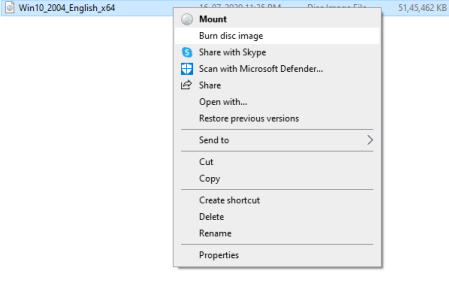 Win10_2004_English_x64 16-07-2020 11:25 PM Disc Image File 51,45,462 KB
Mount
Burn disc image
Share with Skype
Scan with Microsoft Defender...
Share
Open with...
Restore previous versions
Send to
Cut
Copy
Create shortcut
Delete
Rename
Properties